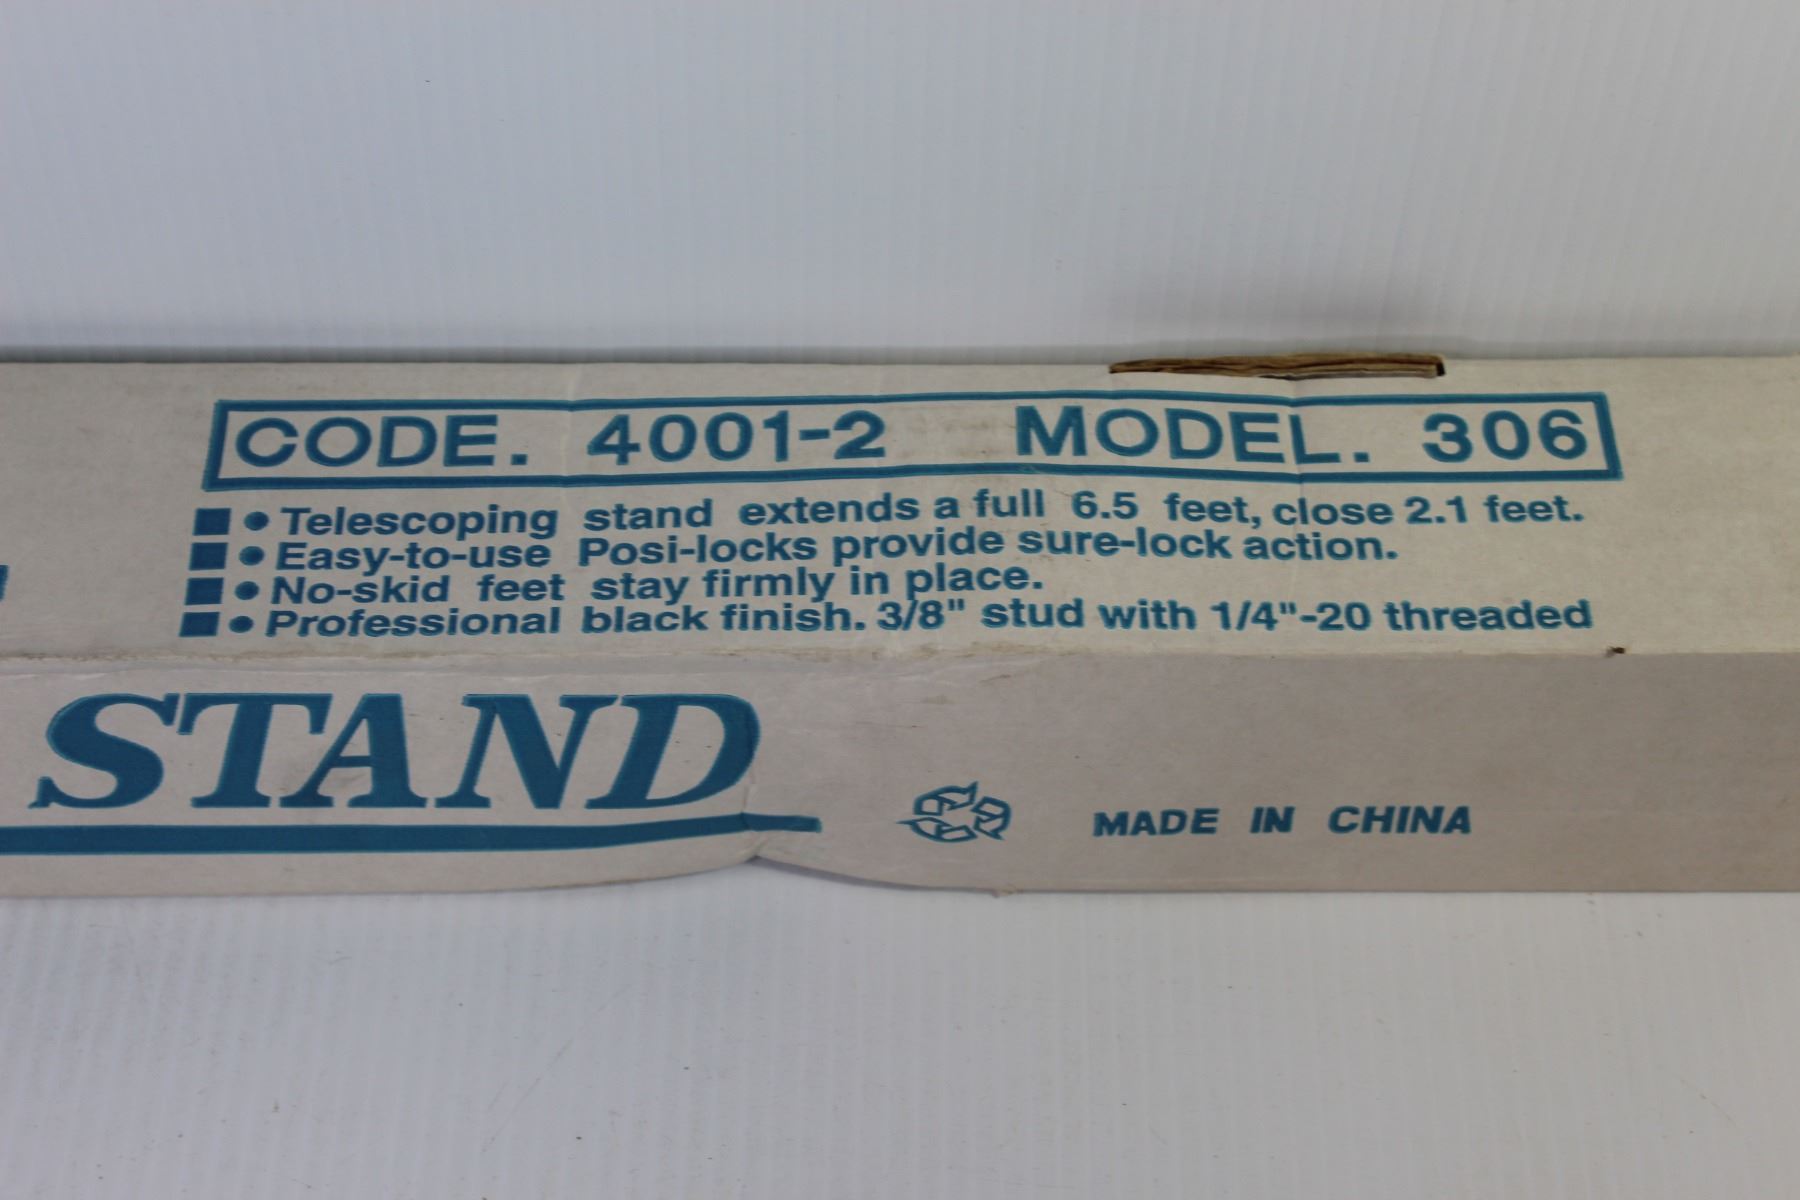 CODE. 4001-2 MODEL. 306
■ • Telescoping stand extends a full 6.5 feet, close 2.1 feet.
■ • Easy-to-use Posi-locks provide sure-lock action.
■ • No-skid feet stay firmly in place.
■ • Professional black finish. 3/8" stud with 1/4"-20 threaded
STAND
MADE IN CHINA